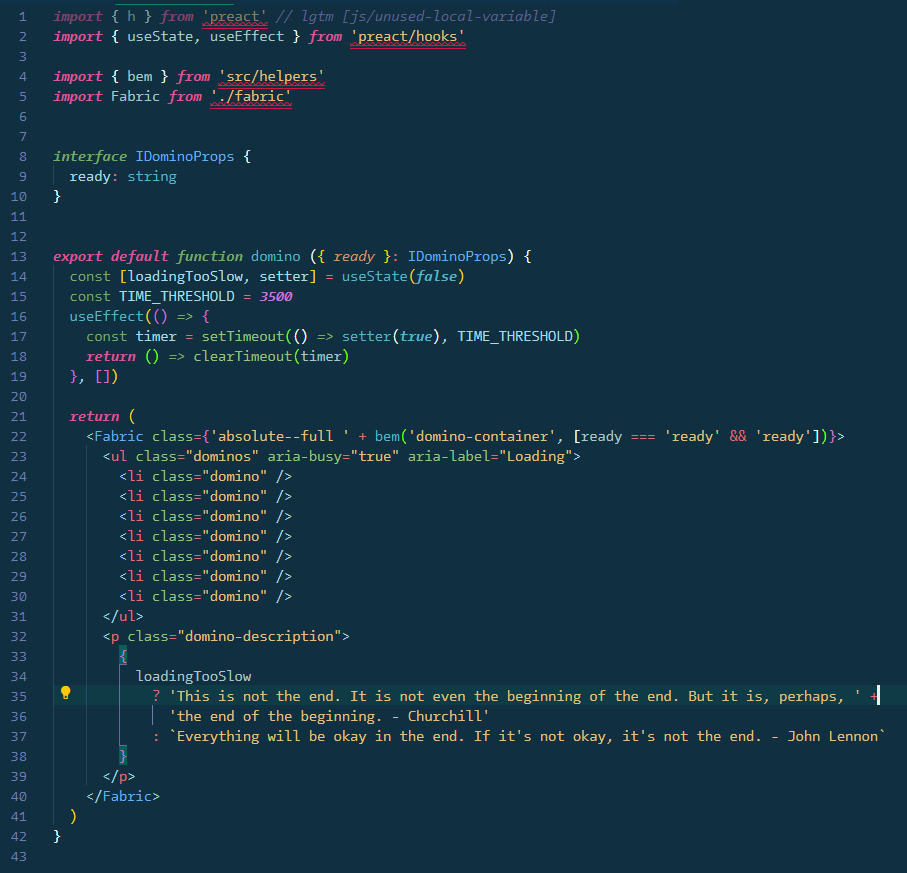 1 import { h } from 'preact' // lgtm [js/unused-local-variable]
2 import { useState, useEffect } from 'preact/hooks'
3
4 import { bem } from 'src/helpers'
5 import Fabric from './fabric'
6
7
8 interface IDominoProps {
9   ready: string
10 }
11
12
13 export default function domino ({ ready }: IDominoProps) {
14   const [loadingTooSlow, setter] = useState(false)
15   const TIME_THRESHOLD = 3500
16   useEffect(() => {
17     const timer = setTimeout(() => setter(true), TIME_THRESHOLD)
18     return () => clearTimeout(timer)
19   }, [])
20
21   return (
22     <Fabric class={'absolute--full ' + bem('domino-container', [ready === 'ready' && 'ready'])}>
23       <ul class="dominos" aria-busy="true" aria-label="Loading">
24         <li class="domino" />
25         <li class="domino" />
26         <li class="domino" />
27         <li class="domino" />
28         <li class="domino" />
29         <li class="domino" />
30         <li class="domino" />
31       </ul>
32       <p class="domino-description">
33         {
34           loadingTooSlow
35             ? 'This is not the end. It is not even the beginning of the end. But it is, perhaps, ' +
36               'the end of the beginning. - Churchill'
37             : `Everything will be okay in the end. If it's not okay, it's not the end. - John Lennon`
38         }
39       </p>
40     </Fabric>
41   )
42 }
43